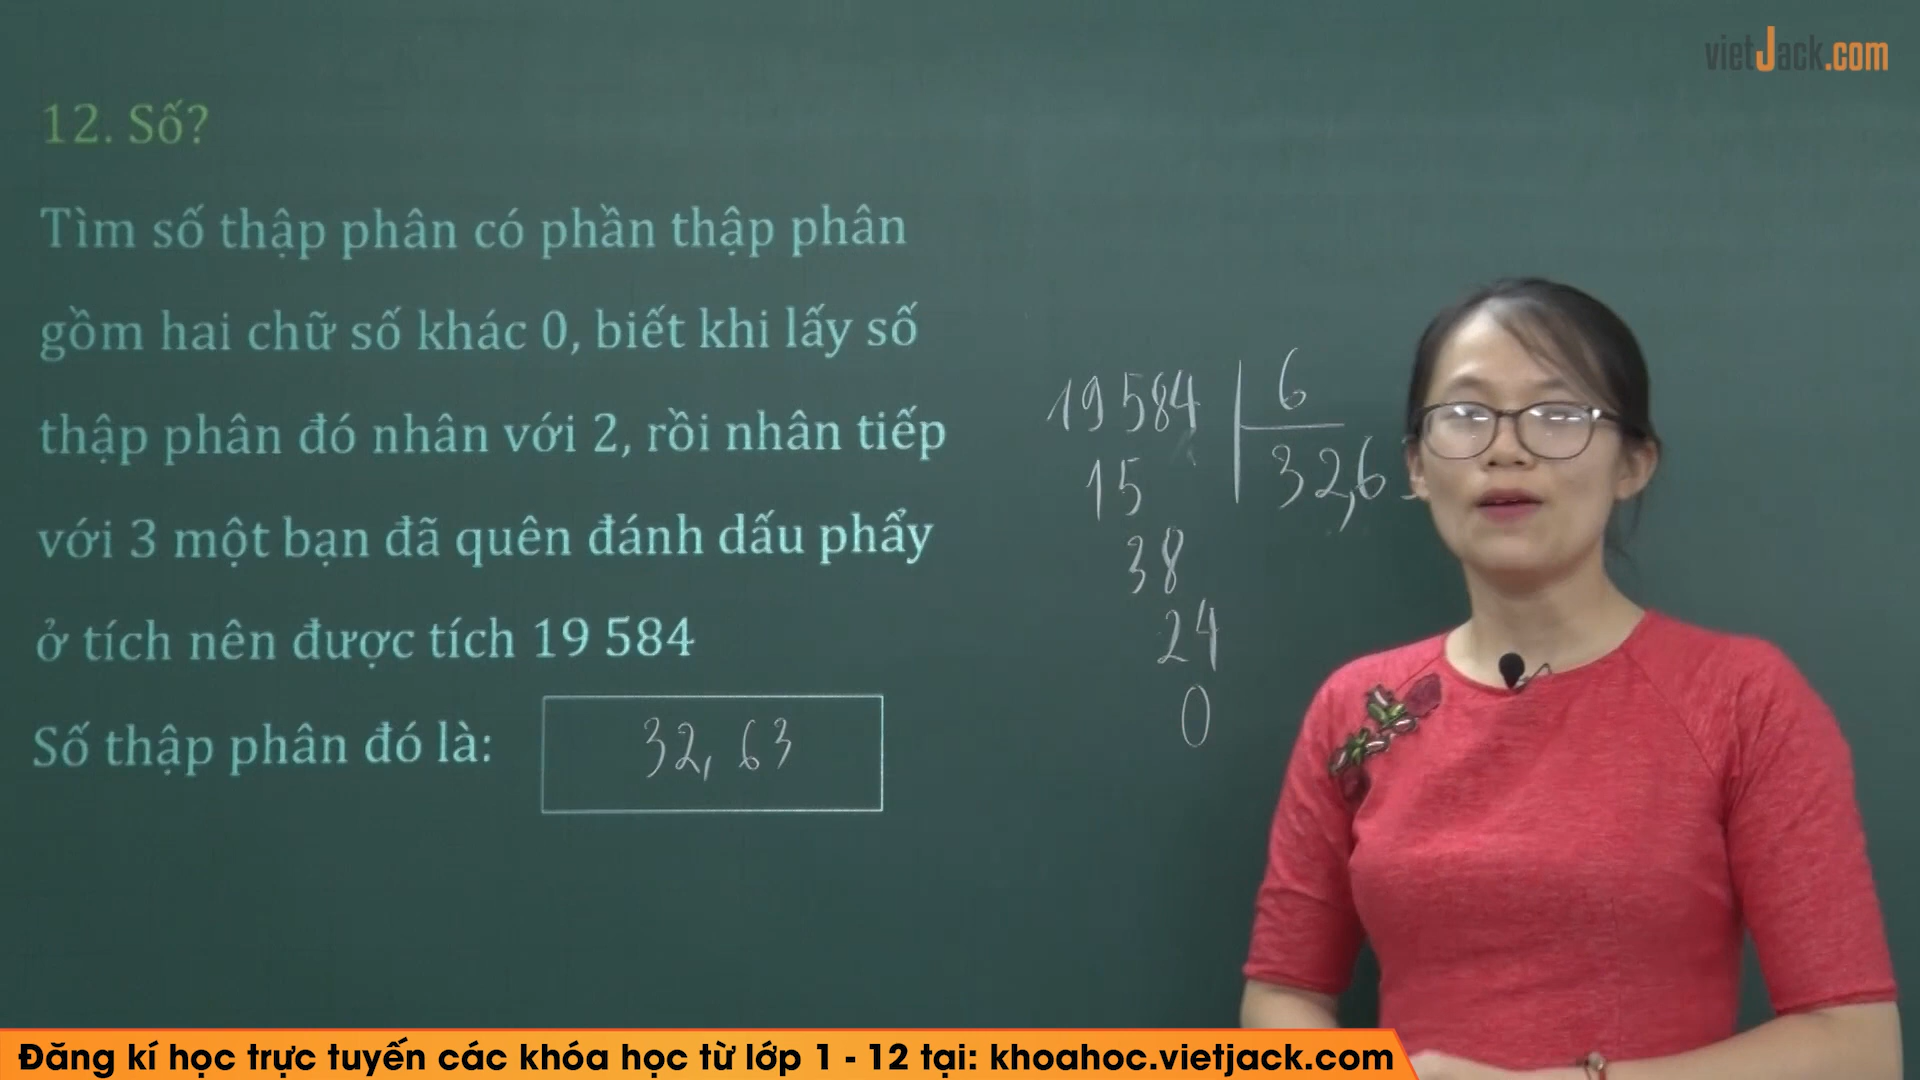 vietJack.com
12. Số?
Tìm số thập phân có phần thập phân
gồm hai chữ số khác 0, biết khi lấy số
thập phân đó nhân với 2, rồi nhân tiếp
với 3 một bạn đã quên đánh dấu phẩy
ở tích nên được tích 19 584
Số thập phân đó là: 32,63
19 584 6
15 32,6
38
24
0
Đăng kí học trực tuyến các khóa học từ lớp 1 - 12 tại: khoahoc.vietjack.com